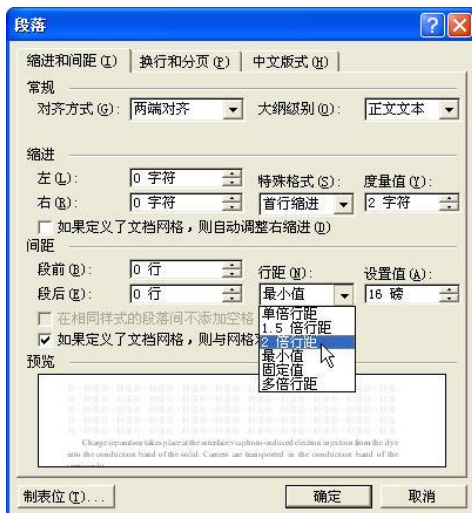 段落
缩进和间距(I) 换行和分页(P) 中文版式(H)
常规
对齐方式(G): 两端对齐 大纲级别(O): 正文文本
缩进
左(L): 0 字符 特殊格式(S): 度量值(Y):
右(R): 0 字符 首行缩进 2 字符
如果定义了文档网格，则自动调整右缩进(D)
间距
段前(B): 0 行 行距(N): 设置值(A):
段后(E): 0 行 最小值 16 磅
在相同样式的段落间不添加空格 单倍行距
1.5 倍行距
如果定义了文档网格，则与网格 2 倍行距
最小值
预览 固定值
多倍行距
Charge separation takes place at the interface via photo-induced electron injection from the dye
into the conduction band of the solid. Carriers are transported in the conduction band of the
制表位(T)... 确定 取消